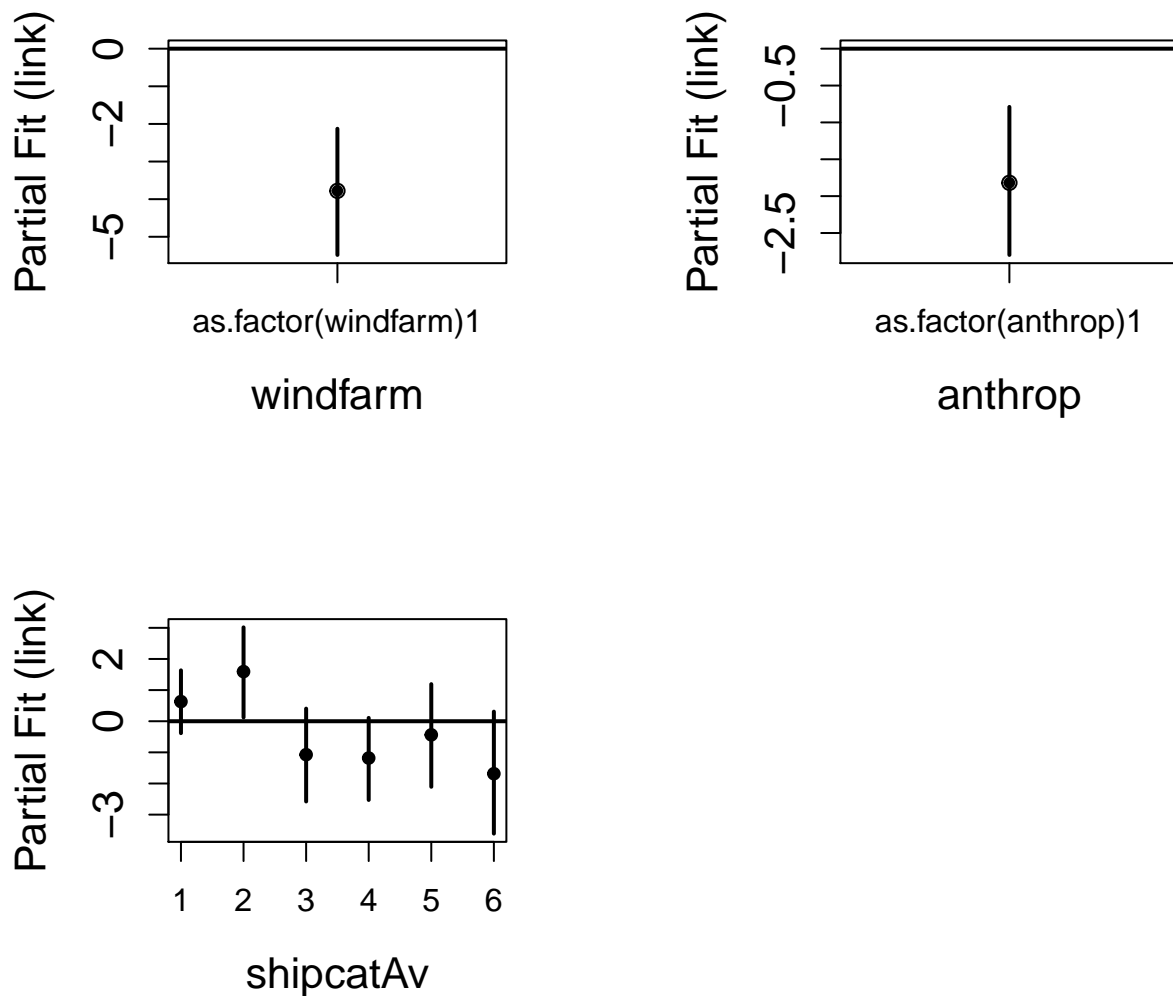 Partial Fit (link)
0
−2
−5
as.factor(windfarm)1
windfarm
Partial Fit (link)
−0.5
−2.5
as.factor(anthrop)1
anthrop
Partial Fit (link)
2
0
−3
1 2 3 4 5 6
shipcatAv